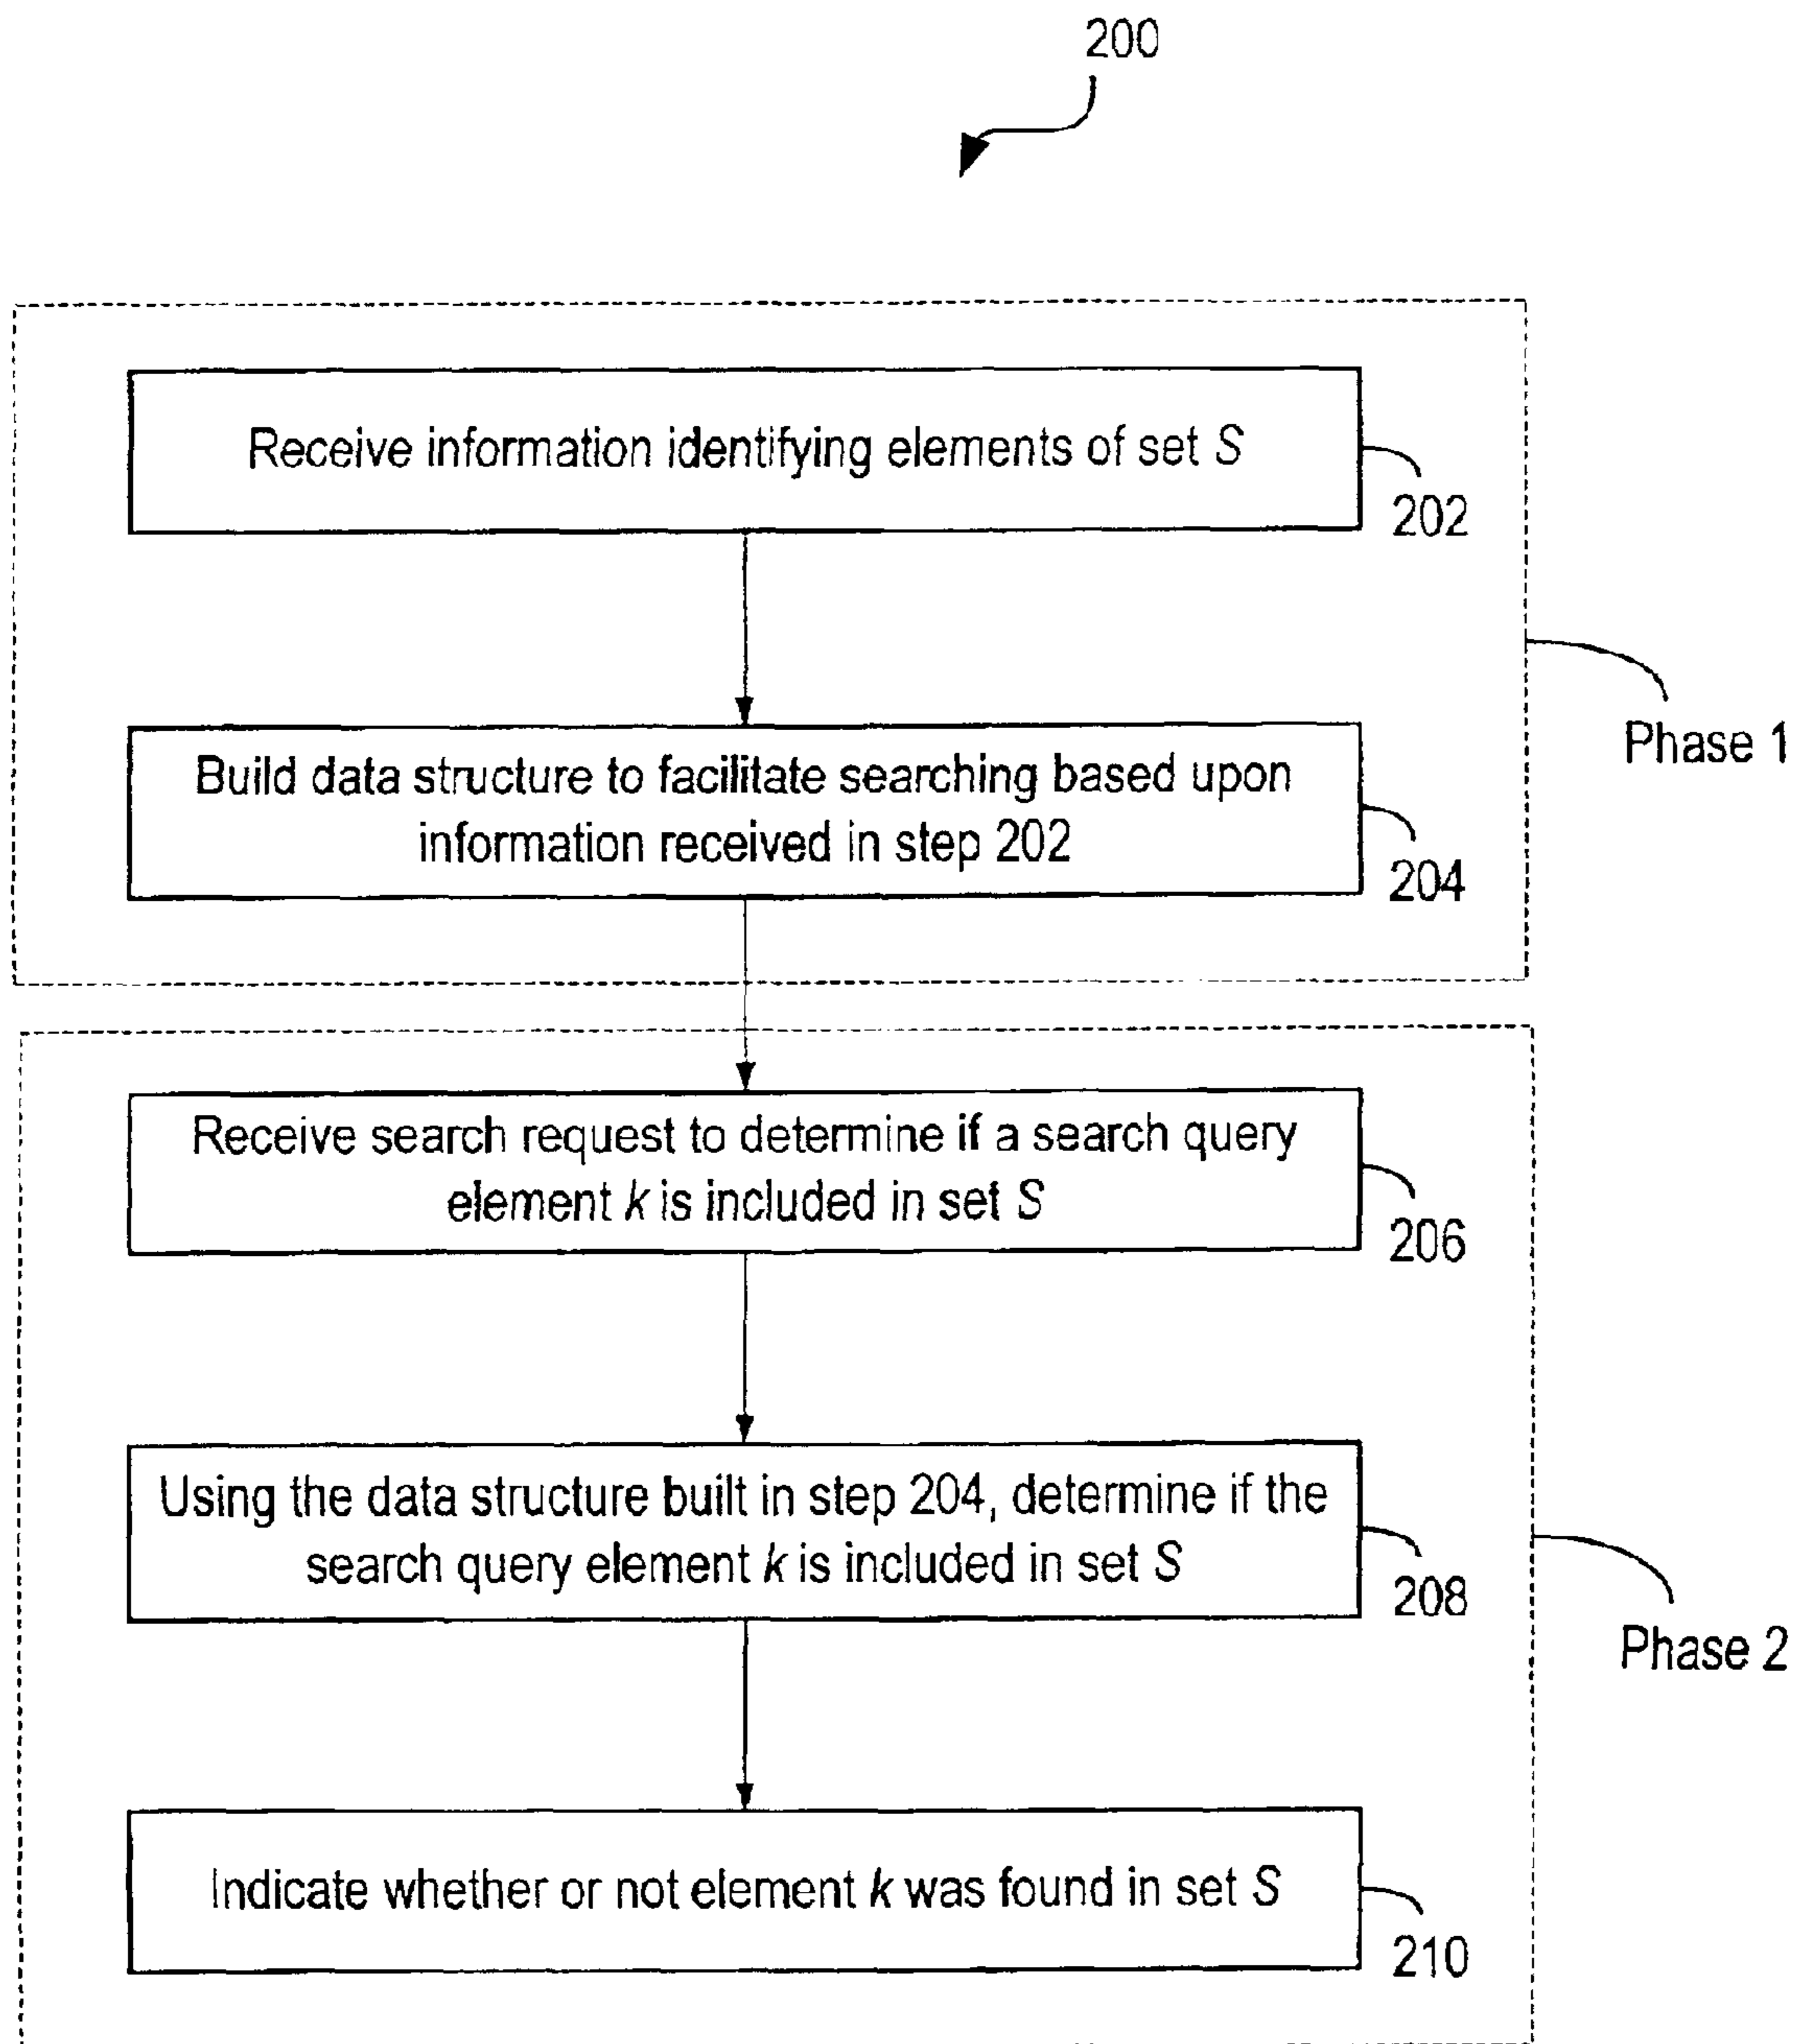 200
Receive information identifying elements of set S
202
Build data structure to facilitate searching based upon
information received in step 202
204
Phase 1
Receive search request to determine if a search query
element k is included in set S
206
Using the data structure built in step 204, determine if the
search query element k is included in set S
208
Phase 2
Indicate whether or not element k was found in set S
210